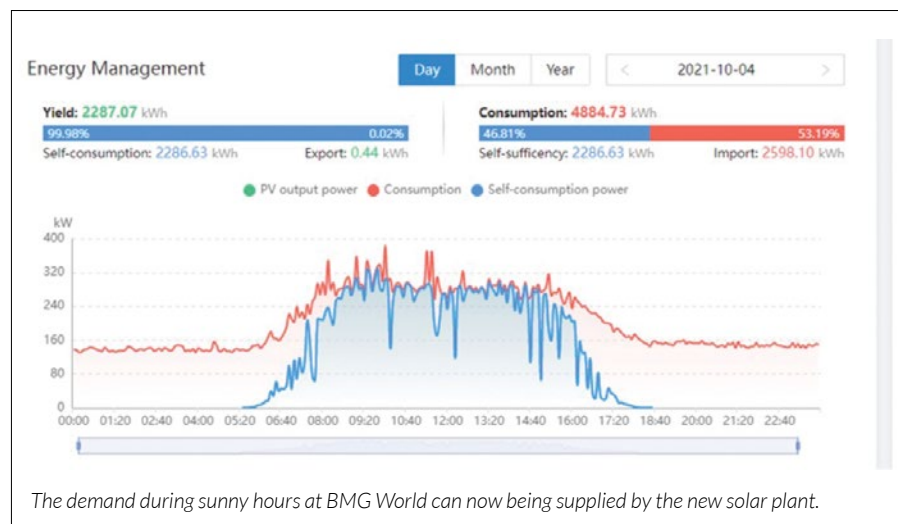 Energy Management
Day Month Year < 2021-10-04 >
Yield: 2287.07 kWh
Consumption: 4884.73 kWh
99.98% 0.02%
46.81% 53.19%
Self-consumption: 2286.63 kWh Export: 0.44 kWh
Self-sufficency: 2286.63 kWh Import: 2598.10 kWh
PV output power Consumption Self-consumption power
kW
400
320
240
160
80
0
00:00 01:20 02:40 04:00 05:20 06:40 08:00 09:20 10:40 12:00 13:20 14:40 16:00 17:20 18:40 20:00 21:20 22:40
The demand during sunny hours at BMG World can now being supplied by the new solar plant.